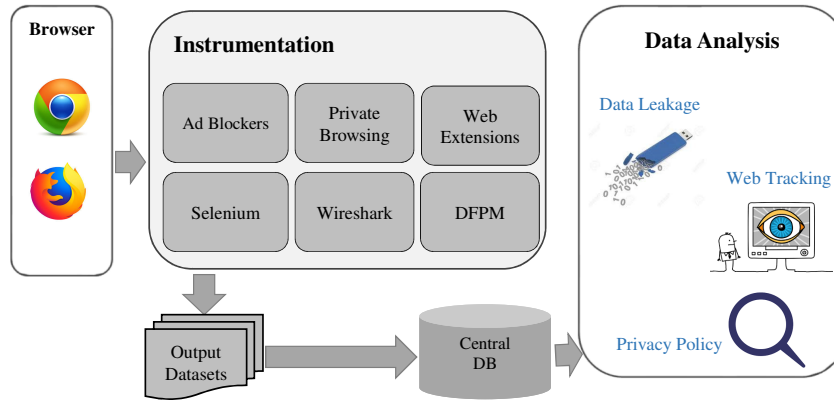 Browser
Instrumentation
Ad Blockers
Private
Browsing
Web
Extensions
Selenium
Wireshark
DFPM
Output
Datasets
Central
DB
Data Analysis
Data Leakage
Web Tracking
Privacy Policy